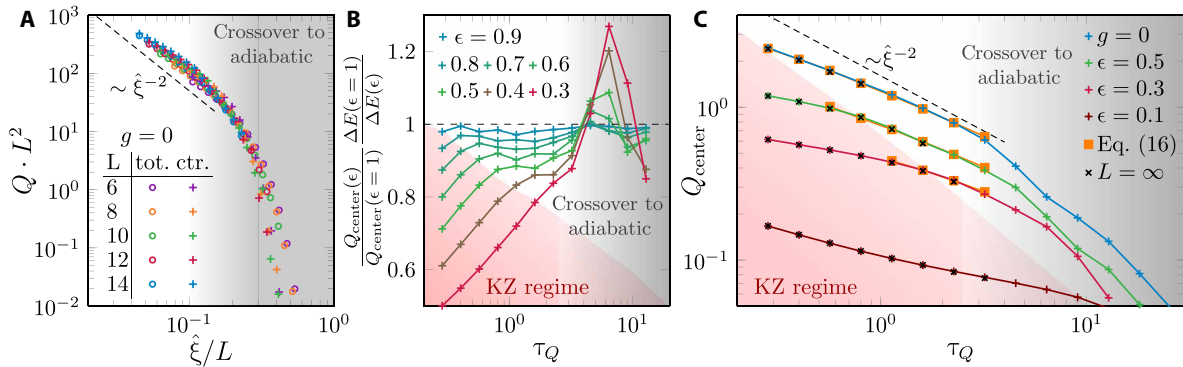 A
Q · L²
10³
10²
10¹
10⁰
10⁻¹
10⁻²
Crossover to
adiabatic
~ ξ̂⁻²
g = 0
L tot. ctr.
6
8
10
12
14
10⁻¹ 10⁰
ξ̂/L
B
Q_center(ϵ) / Q_center(ϵ = 1) ΔE(ϵ = 1) / ΔE(ϵ)
1.2
1
0.8
0.6
ϵ = 0.9
0.8 0.7 0.6
0.5 0.4 0.3
Crossover to
adiabatic
KZ regime
10⁰ 10¹
τ_Q
C
Q_center
10⁰
10⁻¹
~ ξ̂⁻²
Crossover to
adiabatic
g = 0
ϵ = 0.5
ϵ = 0.3
ϵ = 0.1
Eq. (16)
L = ∞
KZ regime
10⁰ 10¹
τ_Q